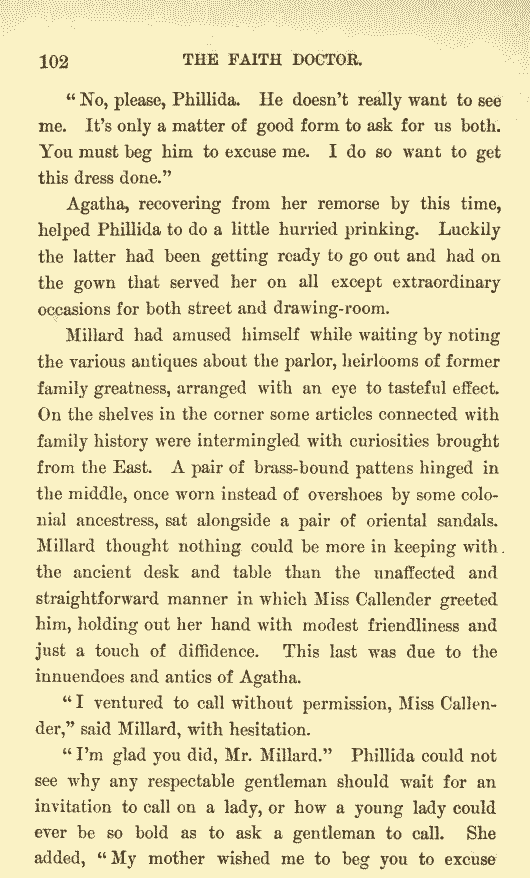 102 THE FAITH DOCTOR.
“No, please, Phillida. He doesn't really want to see
me. It's only a matter of good form to ask for us both.
You must beg him to excuse me. I do so want to get
this dress done.”
Agatha, recovering from her remorse by this time,
helped Phillida to do a little hurried prinking. Luckily
the latter had been getting ready to go out and had on
the gown that served her on all except extraordinary
occasions for both street and drawing-room.
Millard had amused himself while waiting by noting
the various antiques about the parlor, heirlooms of former
family greatness, arranged with an eye to tasteful effect.
On the shelves in the corner some articles connected with
family history were intermingled with curiosities brought
from the East. A pair of brass-bound pattens hinged in
the middle, once worn instead of overshoes by some colo-
nial ancestress, sat alongside a pair of oriental sandals.
Millard thought nothing could be more in keeping with
the ancient desk and table than the unaffected and
straightforward manner in which Miss Callender greeted
him, holding out her hand with modest friendliness and
just a touch of diffidence. This last was due to the
innuendoes and antics of Agatha.
“I ventured to call without permission, Miss Callen-
der,” said Millard, with hesitation.
“I'm glad you did, Mr. Millard.” Phillida could not
see why any respectable gentleman should wait for an
invitation to call on a lady, or how a young lady could
ever be so bold as to ask a gentleman to call. She
added, “My mother wished me to beg you to excuse